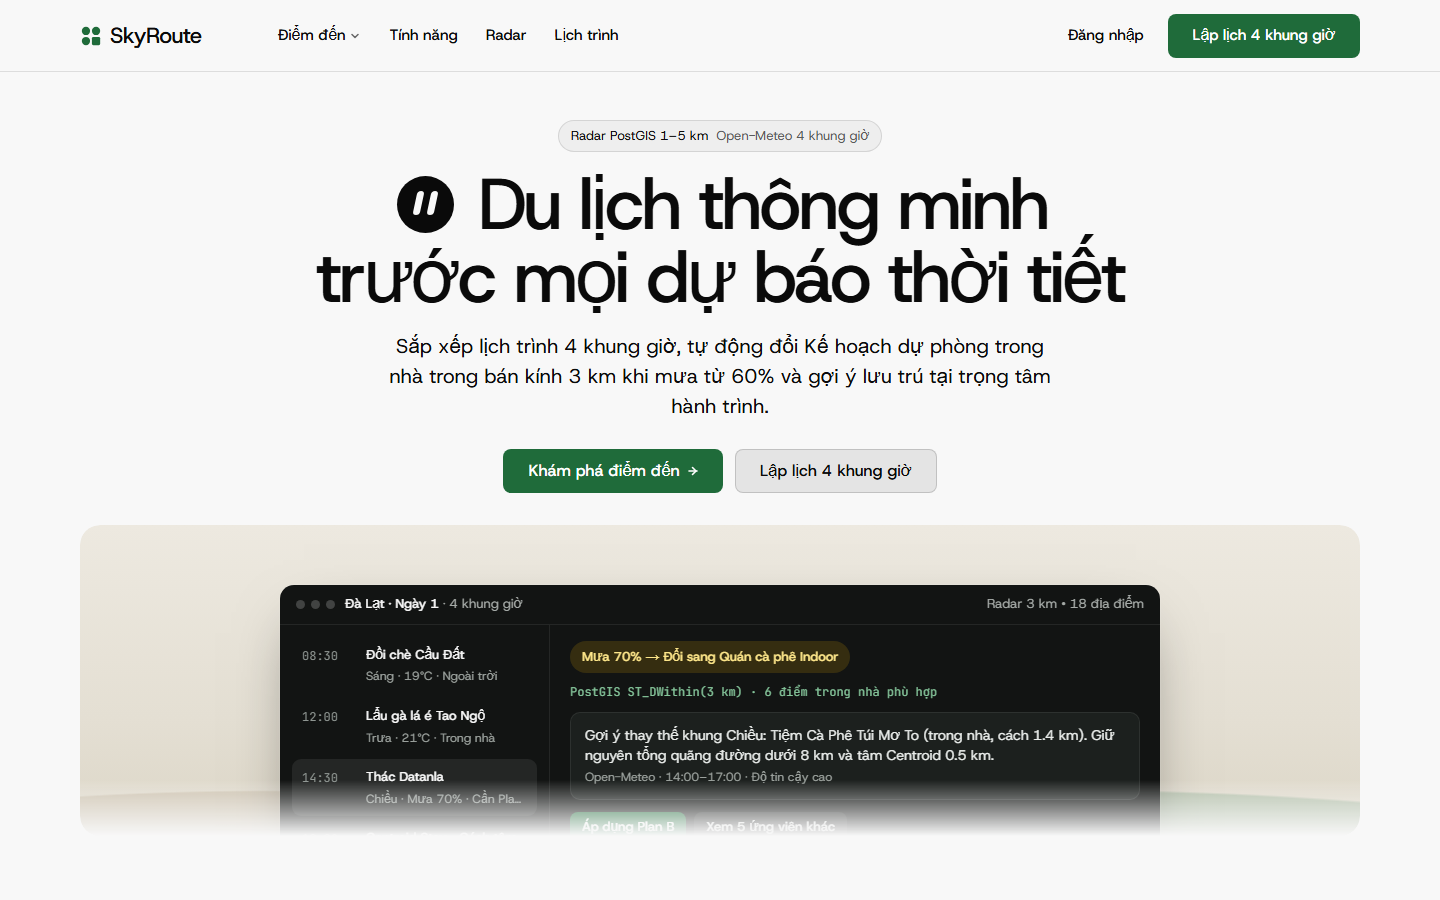 SkyRoute
Điểm đến
Tính năng
Radar
Lịch trình
Đăng nhập
Lập lịch 4 khung giờ
Radar PostGIS 1–5 km Open-Meteo 4 khung giờ
Du lịch thông minh
trước mọi dự báo thời tiết
Sắp xếp lịch trình 4 khung giờ, tự động đổi Kế hoạch dự phòng trong
nhà trong bán kính 3 km khi mưa từ 60% và gợi ý lưu trú tại trọng tâm
hành trình.
Khám phá điểm đến →
Lập lịch 4 khung giờ
Đà Lạt · Ngày 1 · 4 khung giờ
Radar 3 km • 18 địa điểm
08:30 Đồi chè Cầu Đất
Sáng · 19°C · Ngoài trời
12:00 Lẩu gà lá é Tao Ngộ
Trưa · 21°C · Trong nhà
14:30 Thác Datanla
Chiều · Mưa 70% · Cần Pla...
Mưa 70% → Đổi sang Quán cà phê Indoor
PostGIS ST_DWithin(3 km) · 6 điểm trong nhà phù hợp
Gợi ý thay thế khung Chiều: Tiệm Cà Phê Túi Mơ To (trong nhà, cách 1.4 km). Giữ
nguyên tổng quãng đường dưới 8 km và tâm Centroid 0.5 km.
Open-Meteo · 14:00–17:00 · Độ tin cậy cao
Áp dụng Plan B
Xem 5 ứng viên khác